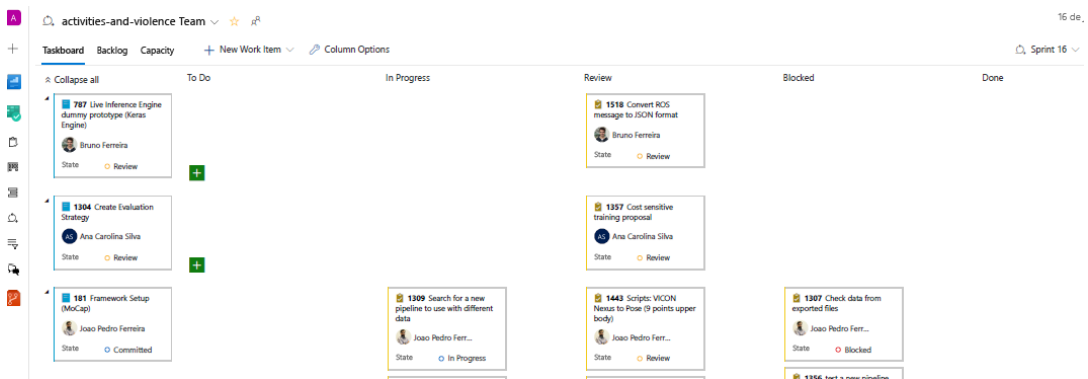 A
activities-and-violence Team
16 de
Taskboard Backlog Capacity New Work Item Column Options Sprint 16
Collapse all To Do In Progress Review Blocked Done
787 Live Inference Engine
dummy prototype (Keras
Engine)
Bruno Ferreira
State Review
1518 Convert ROS
message to JSON format
Bruno Ferreira
State Review
1304 Create Evaluation
Strategy
AS Ana Carolina Silva
State Review
1357 Cost sensitive
training proposal
AS Ana Carolina Silva
State Review
181 Framework Setup
(MoCap)
Joao Pedro Ferreira
State Committed
1309 Search for a new
pipeline to use with different
data
Joao Pedro Ferr...
State In Progress
1443 Scripts: VICON
Nexus to Pose (9 points upper
body)
Joao Pedro Ferr...
State Review
1307 Check data from
exported files
Joao Pedro Ferr...
State Blocked
1356 test a new pipeline